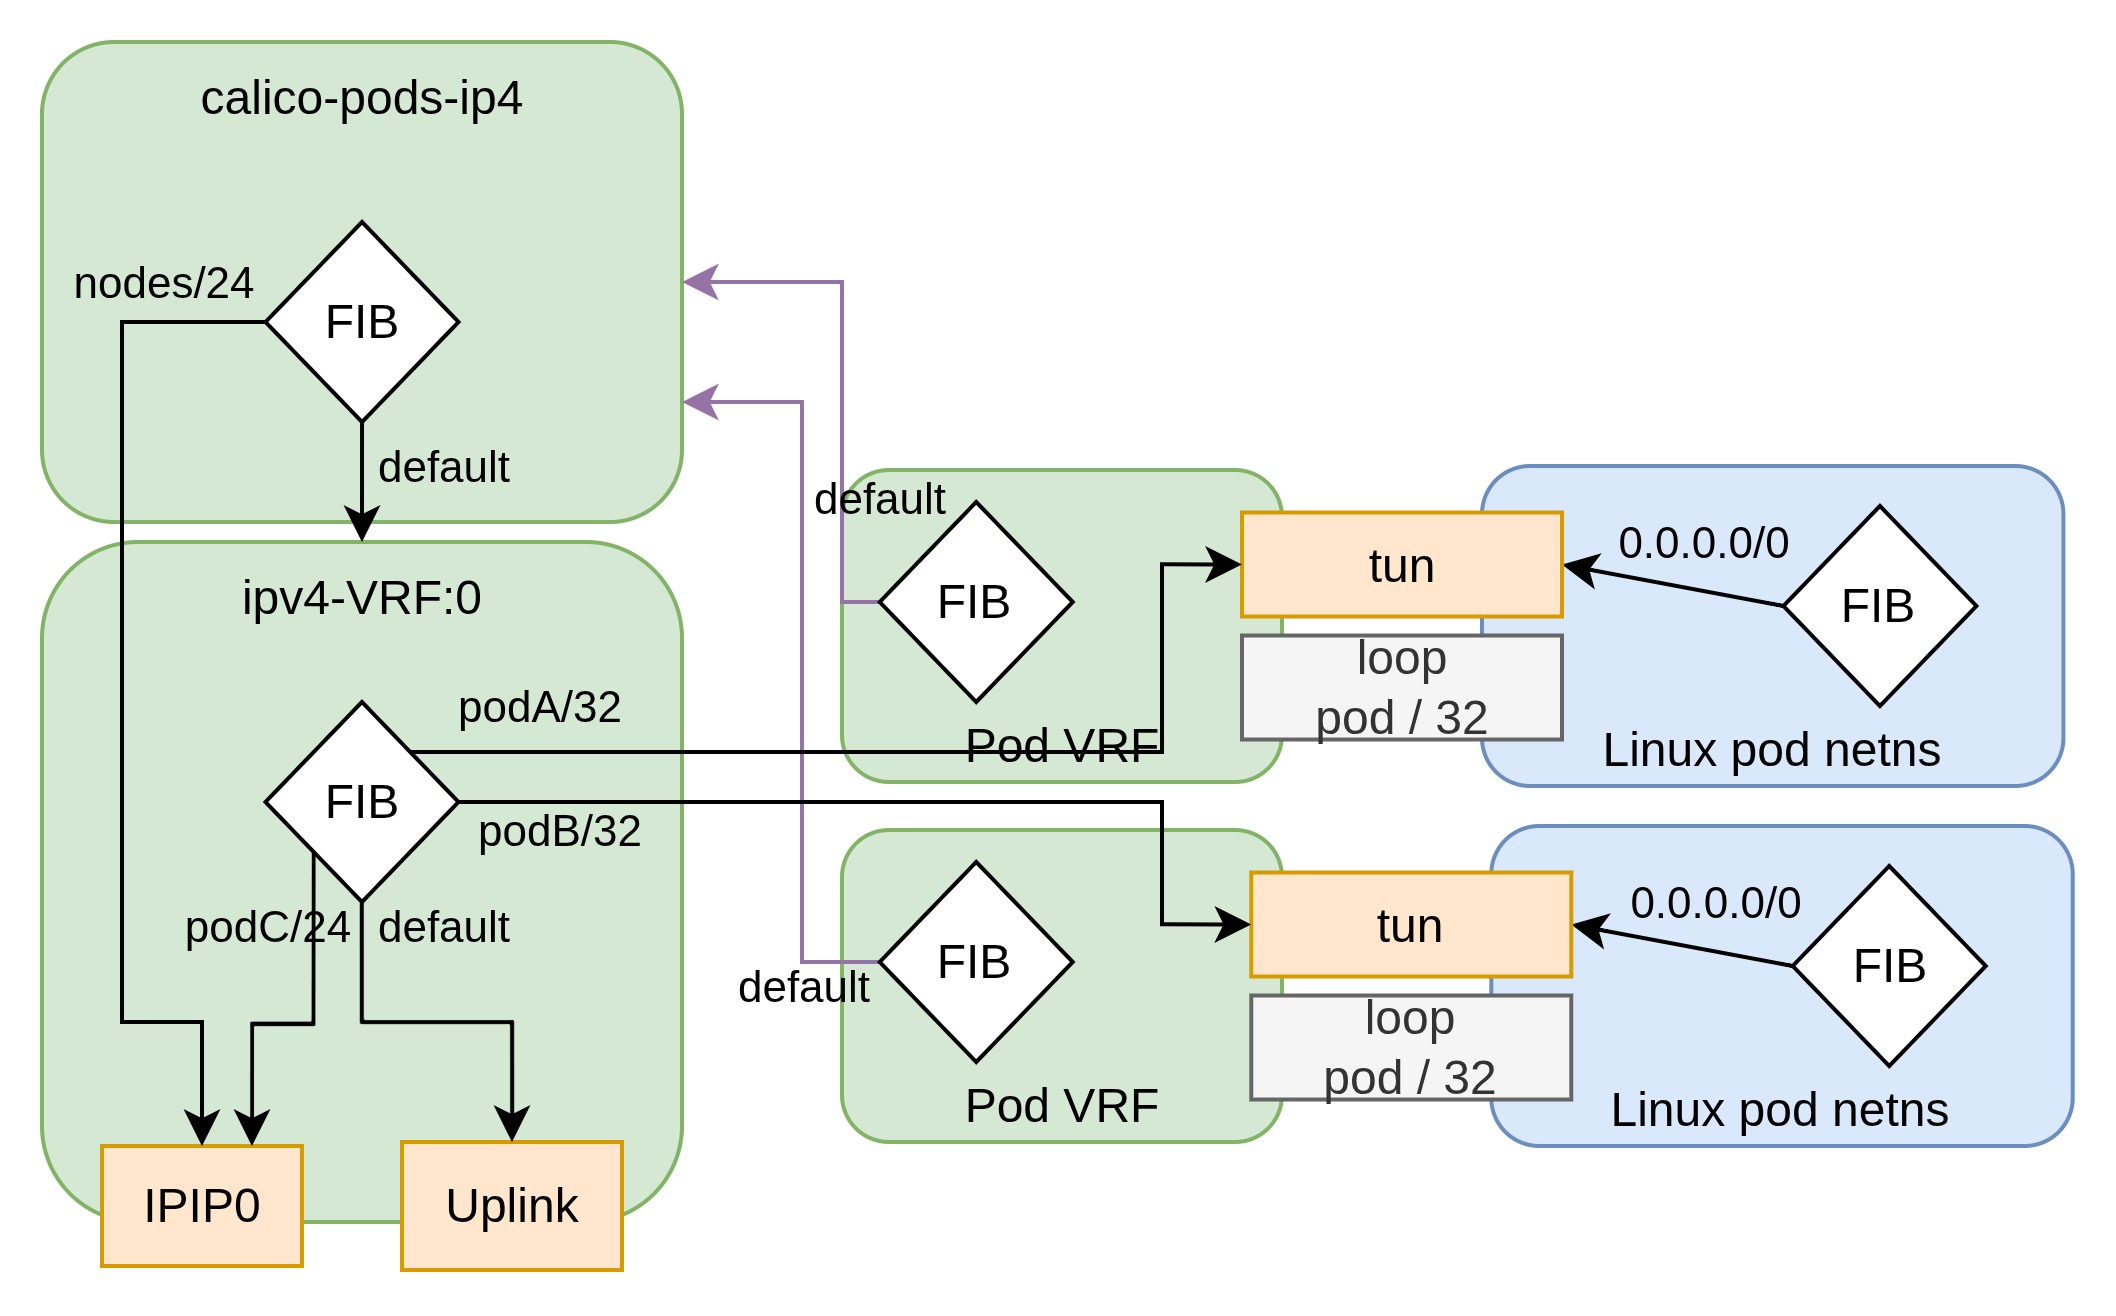 calico-pods-ip4
nodes/24
FIB
default
ipv4-VRF:0
podA/32
FIB
podB/32
podC/24
default
IPIP0
Uplink
default
FIB
Pod VRF
tun
loop
pod / 32
0.0.0.0/0
FIB
Linux pod netns
default
FIB
Pod VRF
tun
loop
pod / 32
0.0.0.0/0
FIB
Linux pod netns